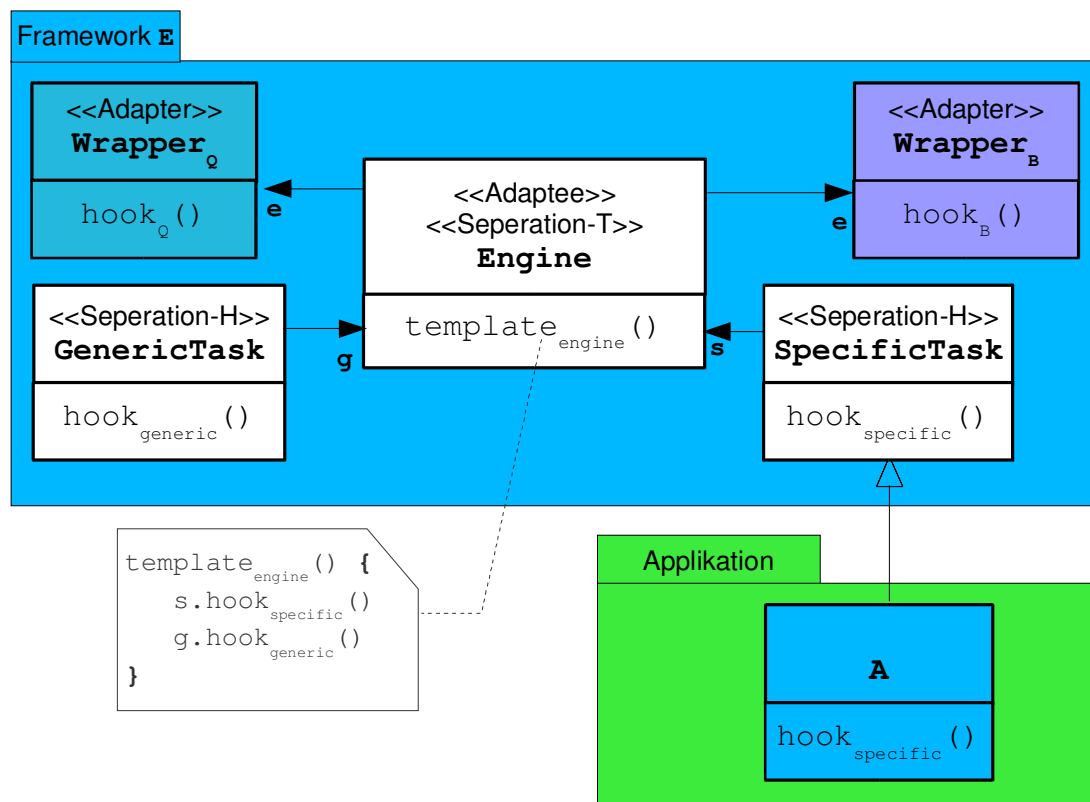 Framework E
<<Adapter>>
WrapperQ
hookQ()
e
<<Adaptee>>
<<Seperation-T>>
Engine
templateengine()
<<Adapter>>
WrapperB
hookB()
e
<<Seperation-H>>
GenericTask
hookgeneric()
g
<<Seperation-H>>
SpecificTask
hookspecific()
s
templateengine() {
s.hookspecific()
g.hookgeneric()
}
Applikation
A
hookspecific()